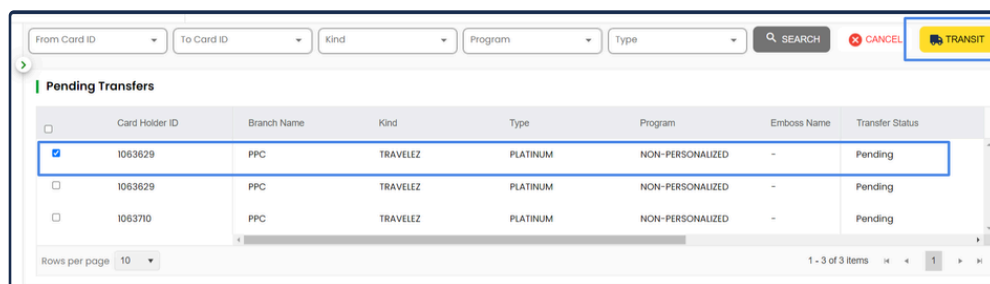 From Card ID To Card ID Kind Program Type SEARCH CANCEL TRANSIT
Pending Transfers
Card Holder ID Branch Name Kind Type Program Emboss Name Transfer Status
1063629 PPC TRAVELEZ PLATINUM NON-PERSONALIZED - Pending
1063629 PPC TRAVELEZ PLATINUM NON-PERSONALIZED - Pending
1063710 PPC TRAVELEZ PLATINUM NON-PERSONALIZED - Pending
Rows per page 10 1 - 3 of 3 items 1